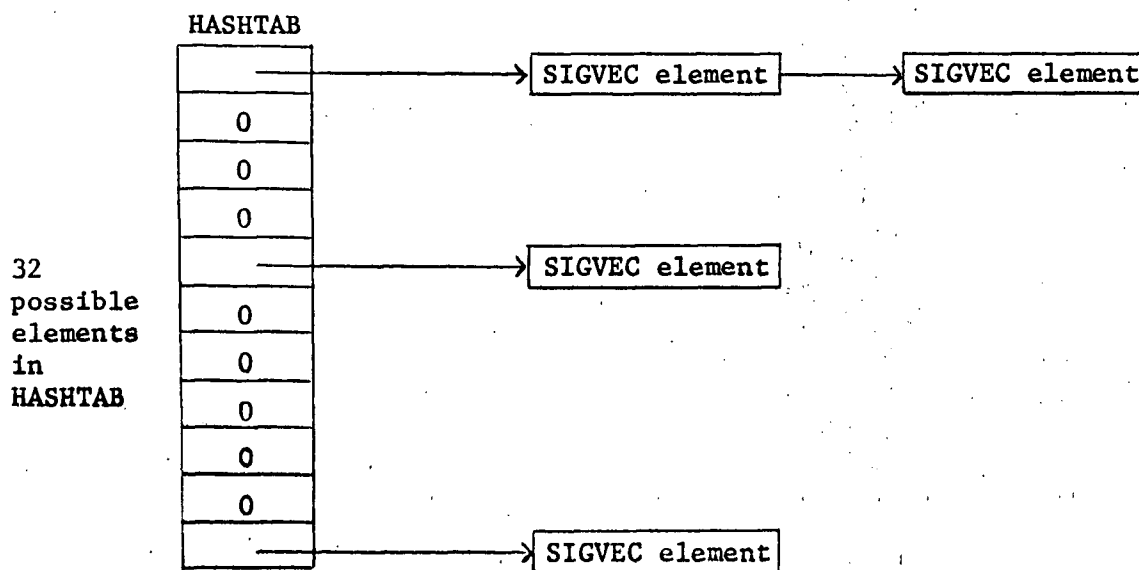 HASHTAB
SIGVEC element
SIGVEC element
0
0
0
SIGVEC element
32
possible
elements
in
HASHTAB
0
0
0
0
0
SIGVEC element